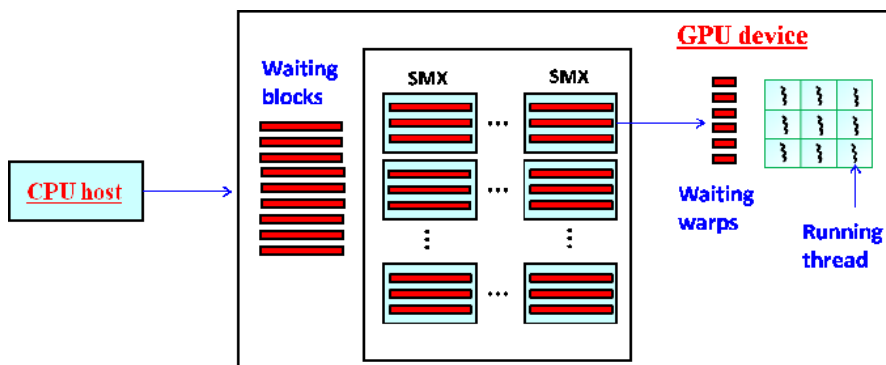 GPU device
Waiting
blocks
SMX
SMX
CPU host
Waiting
warps
Running
thread